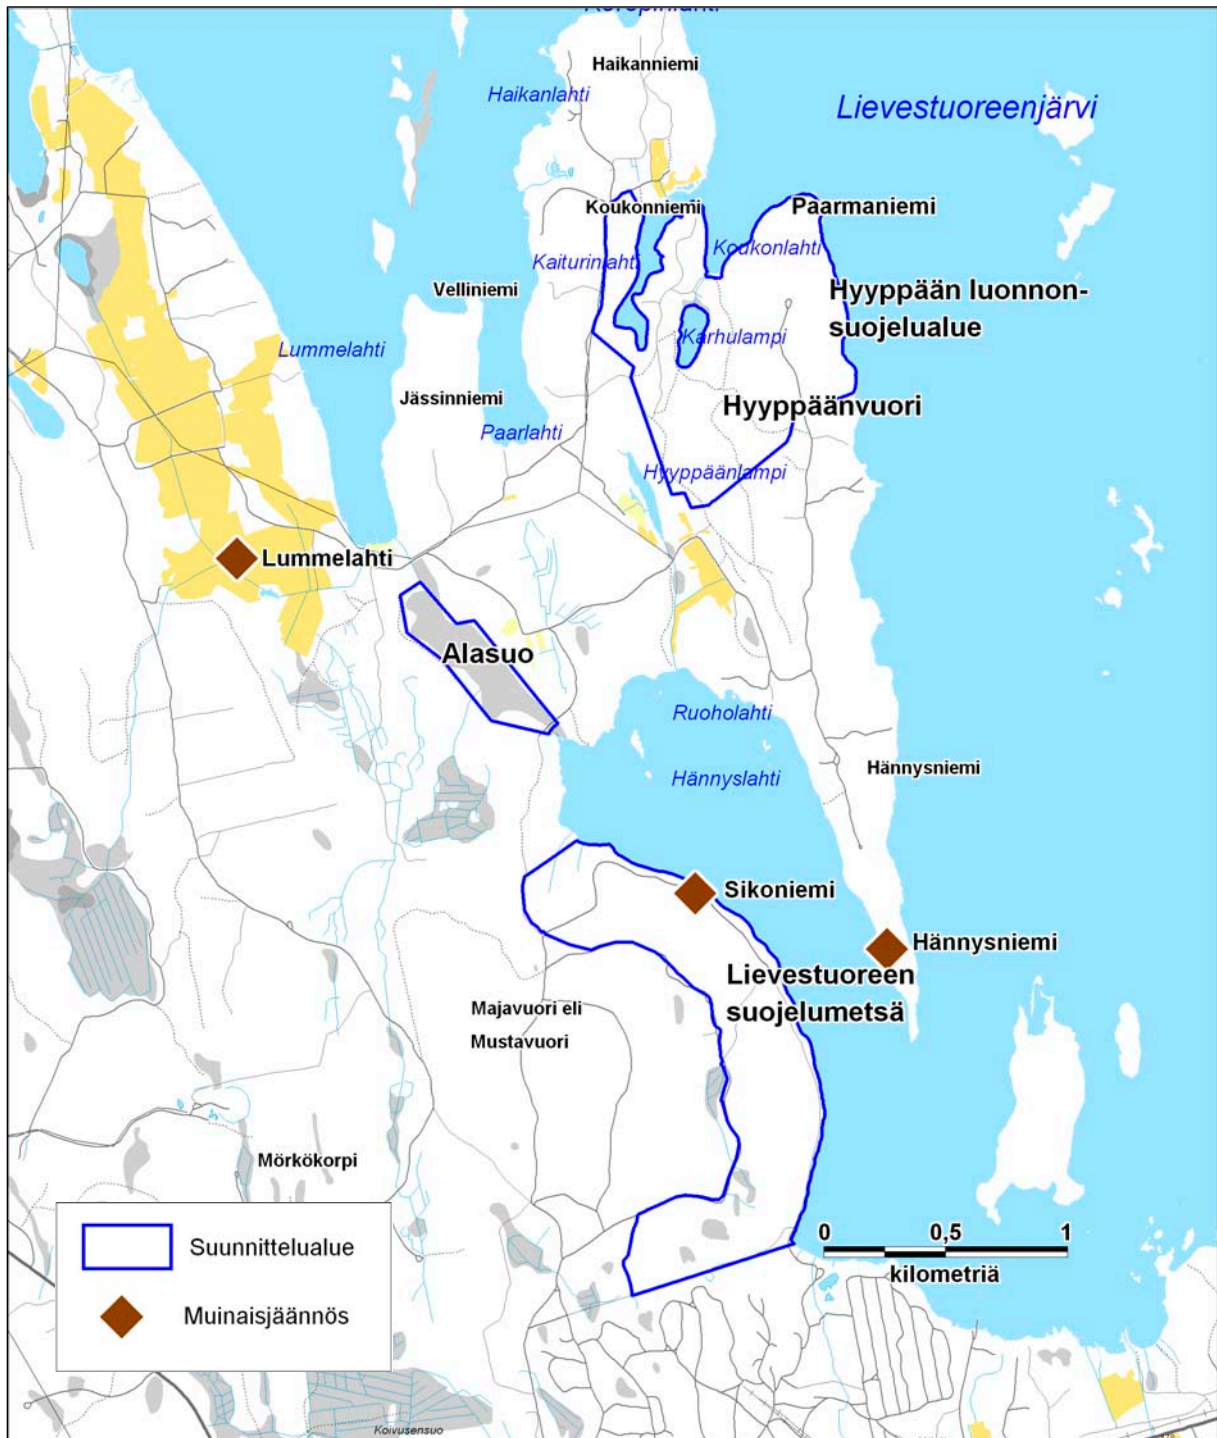 Haikanniemi
Haikanlahti
Lievestuoreenjärvi
Koukonniemi
Paarmaniemi
Koukonlahti
Kaiturinlahti
Velliniemi
Hyyppään luonnon-
suojelualue
Lummelahti
Karhulampi
Jässinniemi
Hyyppäänvuori
Paarlahti
Hyyppäänlampi
Lummelahti
Alasuo
Ruoholahti
Hännysniemi
Hännyslahti
Sikoniemi
Hännysniemi
Lievestuoreen
suojelumetsä
Majavuori eli
Mustavuori
Mörkökorpi
0 0,5 1
kilometriä
Suunnittelualue
Muinaisjäännös
Koivusensuo